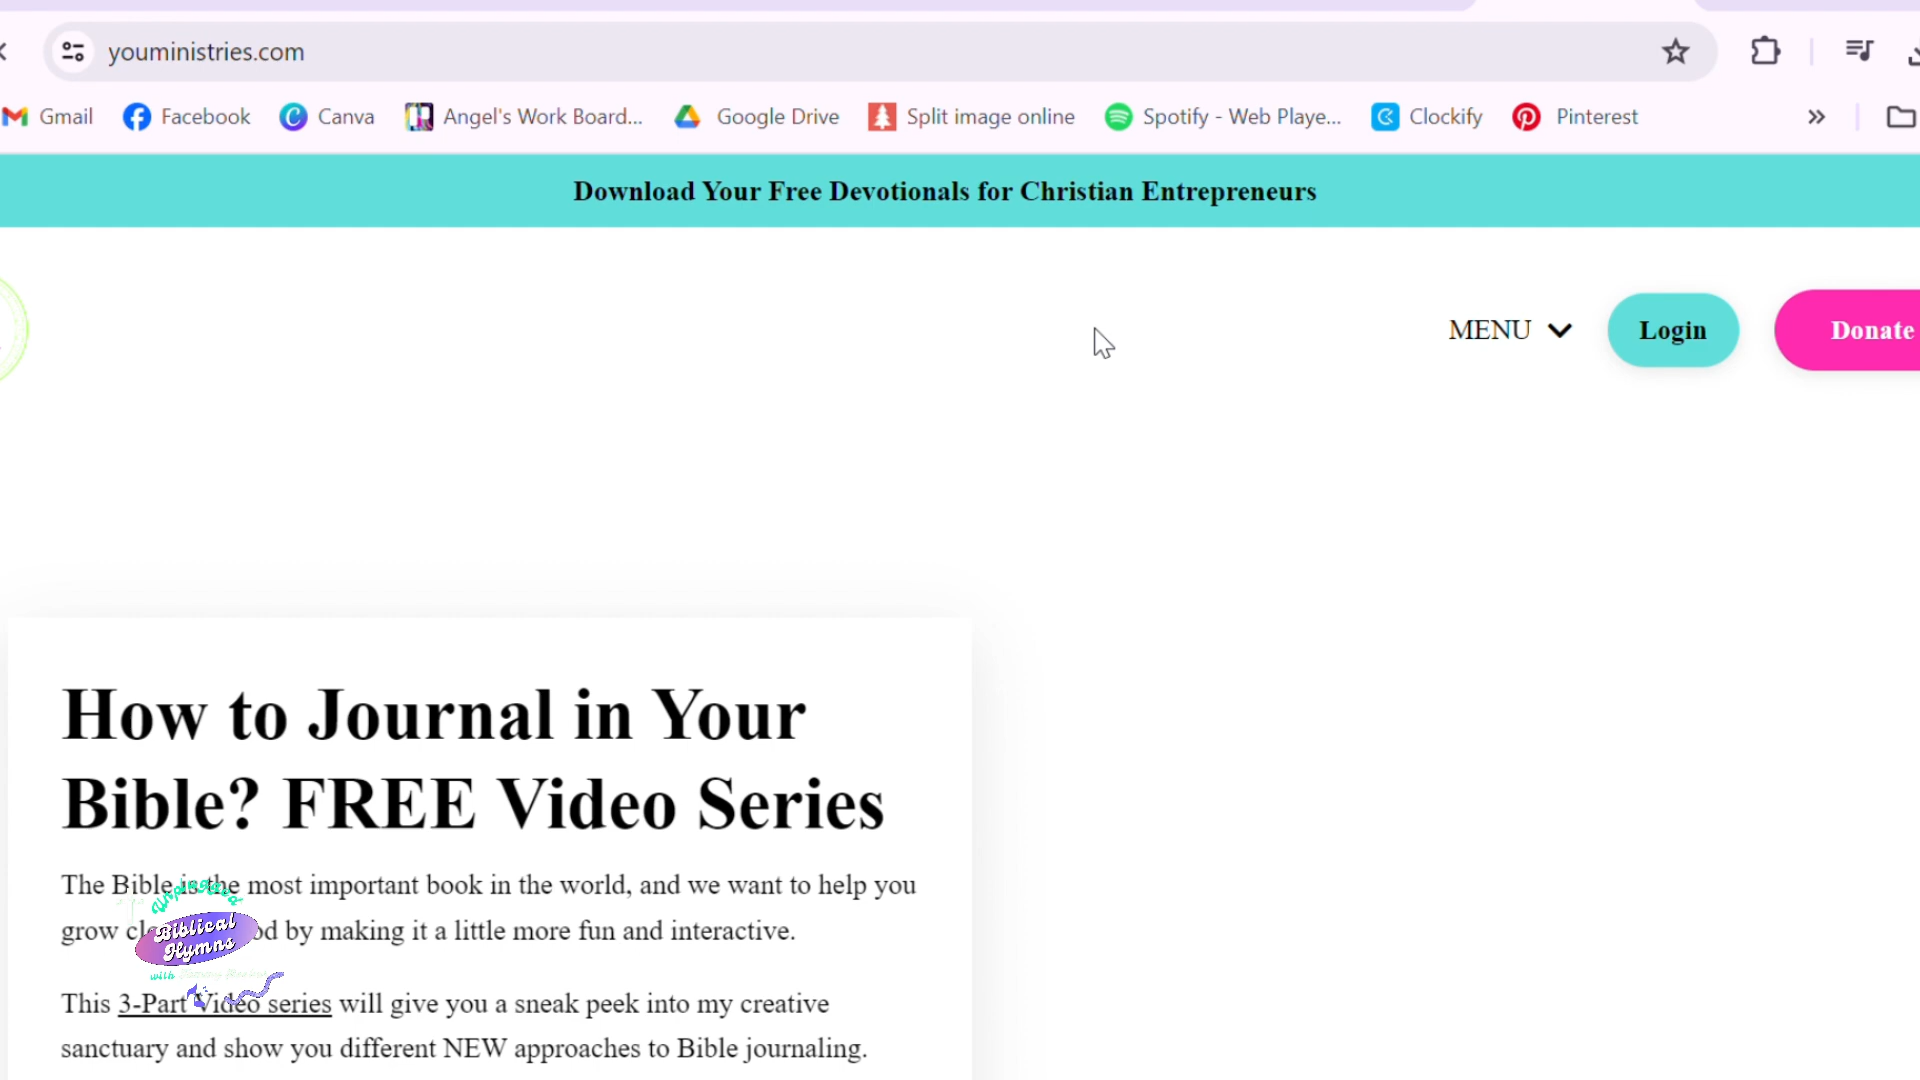 youministries.com
Gmail Facebook Canva Angel's Work Board... Google Drive Split image online Spotify - Web Playe... Clockify Pinterest
Download Your Free Devotionals for Christian Entrepreneurs
MENU Login Donate
How to Journal in Your
Bible? FREE Video Series
The Bible is the most important book in the world, and we want to help you
grow by making it a little more fun and interactive.
Unplugged
Biblical
Hymns
with
This 3-Part Video series will give you a sneak peek into my creative
sanctuary and show you different NEW approaches to Bible journaling.